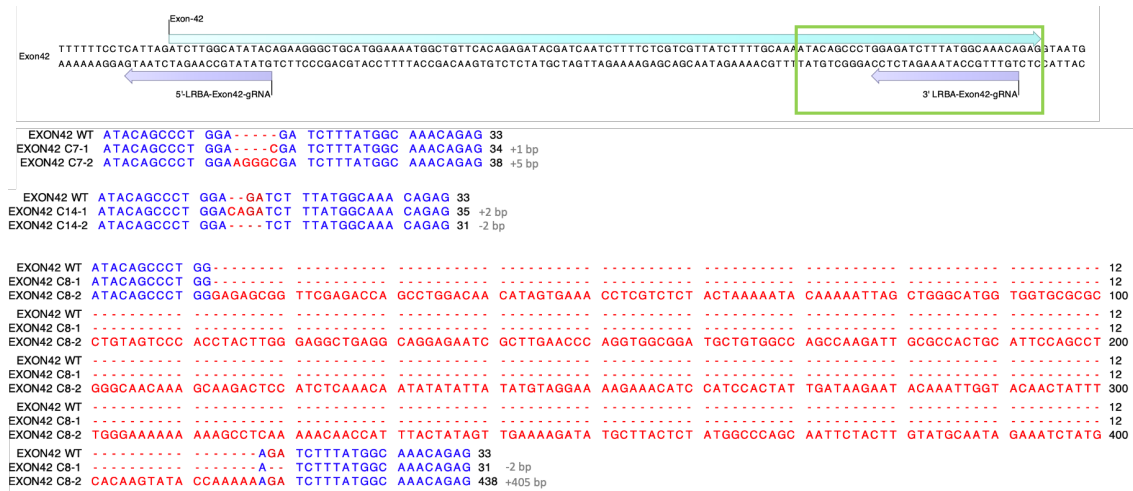 Exon-42
Exon42
TTTTTTCCTCATTAGATCTTGGCATATACAGAAGGGCTGCATGGAAAATGGCTGTTCACAGAGATACGATCAATCTTTTCTCGTCGTTATCTTTTGCAAAATACAGCCCTGGAGATCTTTATGGCAAACAGAGGTAATG
AAAAAAGGAGTAATCTAGAACCGTATATGTCTTCCCGACGTACCTTTTACCGACAAGTGTCTCTATGCTAGTTAGAAAAGAGCAGCAATAGAAAACGTTTTATGTCGGGACCTCTAGAAATACCGTTTGTCTCCATTAC
5'-LRBA-Exon42-gRNA
3' LRBA-Exon42-gRNA
EXON42 WT ATACAGCCCT GGA-----GA TCTTTATGGC AAACAGAG 33
EXON42 C7-1 ATACAGCCCT GGA----CGA TCTTTATGGC AAACAGAG 34 +1 bp
EXON42 C7-2 ATACAGCCCT GGAAGGGCGA TCTTTATGGC AAACAGAG 38 +5 bp
EXON42 WT ATACAGCCCT GGA--GATCT TTATGGCAAA CAGAG 33
EXON42 C14-1 ATACAGCCCT GGACAGATCT TTATGGCAAA CAGAG 35 +2 bp
EXON42 C14-2 ATACAGCCCT GGA----TCT TTATGGCAAA CAGAG 31 -2 bp
EXON42 WT ATACAGCCCT GG-------- ---------- ---------- ---------- ---------- ---------- ---------- ---------- ---------- 12
EXON42 C8-1 ATACAGCCCT GG-------- ---------- ---------- ---------- ---------- ---------- ---------- ---------- ---------- 12
EXON42 C8-2 ATACAGCCCT GGGAGAGCGG TTCGAGACCA GCCTGGACAA CATAGTGAAA CCTCGTCTCT ACTAAAAATA CAAAAATTAG CTGGGCATGG TGGTGCGCGC 100
EXON42 WT ---------- ---------- ---------- ---------- ---------- ---------- ---------- ---------- ---------- ---------- 12
EXON42 C8-1 ---------- ---------- ---------- ---------- ---------- ---------- ---------- ---------- ---------- ---------- 12
EXON42 C8-2 CTGTAGTCCC ACCTACTTGG GAGGCTGAGG CAGGAGAATC GCTTGAACCC AGGTGGCGGA TGCTGTGGCC AGCCAAGATT GCGCCACTGC ATTCCAGCCT 200
EXON42 WT ---------- ---------- ---------- ---------- ---------- ---------- ---------- ---------- ---------- ---------- 12
EXON42 C8-1 ---------- ---------- ---------- ---------- ---------- ---------- ---------- ---------- ---------- ---------- 12
EXON42 C8-2 GGGCAACAAA GCAAGACTCC ATCTCAAACA ATATATATTA TATGTAGGAA AAGAAACATC CATCCACTAT TGATAAGAAT ACAAATTGGT ACAACTATTT 300
EXON42 WT ---------- ---------- ---------- ---------- ---------- ---------- ---------- ---------- ---------- ---------- 12
EXON42 C8-1 ---------- ---------- ---------- ---------- ---------- ---------- ---------- ---------- ---------- ---------- 12
EXON42 C8-2 TGGGAAAAAA AAAGCCTCAA AAACAACCAT TTACTATAGT TGAAAAGATA TGCTTACTCT ATGGCCCAGC AATTCTACTT GTATGCAATA GAAATCTATG 400
EXON42 WT ---------- -------AGA TCTTTATGGC AAACAGAG 33
EXON42 C8-1 ---------- -------A-- TCTTTATGGC AAACAGAG 31 -2 bp
EXON42 C8-2 CACAAGTATA CCAAAAAAGA TCTTTATGGC AAACAGAG 438 +405 bp